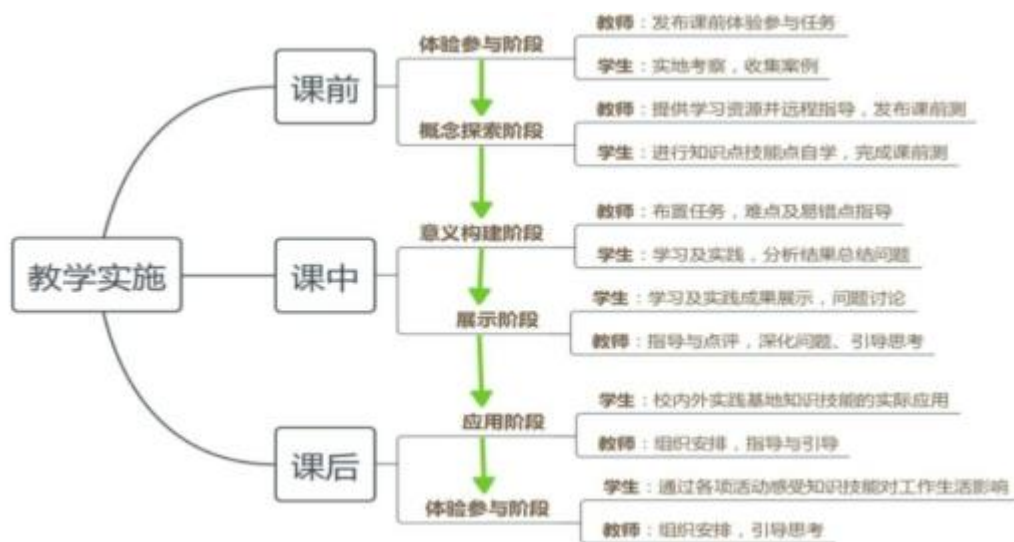 教学实施
课前
体验参与阶段
教师：发布课前体验参与任务
学生：实地考察，收集案例
概念探索阶段
教师：提供学习资源并远程指导，发布课前测
学生：进行知识点技能点自学，完成课前测
课中
意义构建阶段
教师：布置任务，难点及易错点指导
学生：学习及实践，分析结果总结问题
展示阶段
学生：学习及实践成果展示，问题讨论
教师：指导与点评，深化问题、引导思考
课后
应用阶段
学生：校内外实践基地知识技能的实际应用
教师：组织安排，指导与引导
体验参与阶段
学生：通过各项活动感受知识技能对工作生活影响
教师：组织安排，引导思考